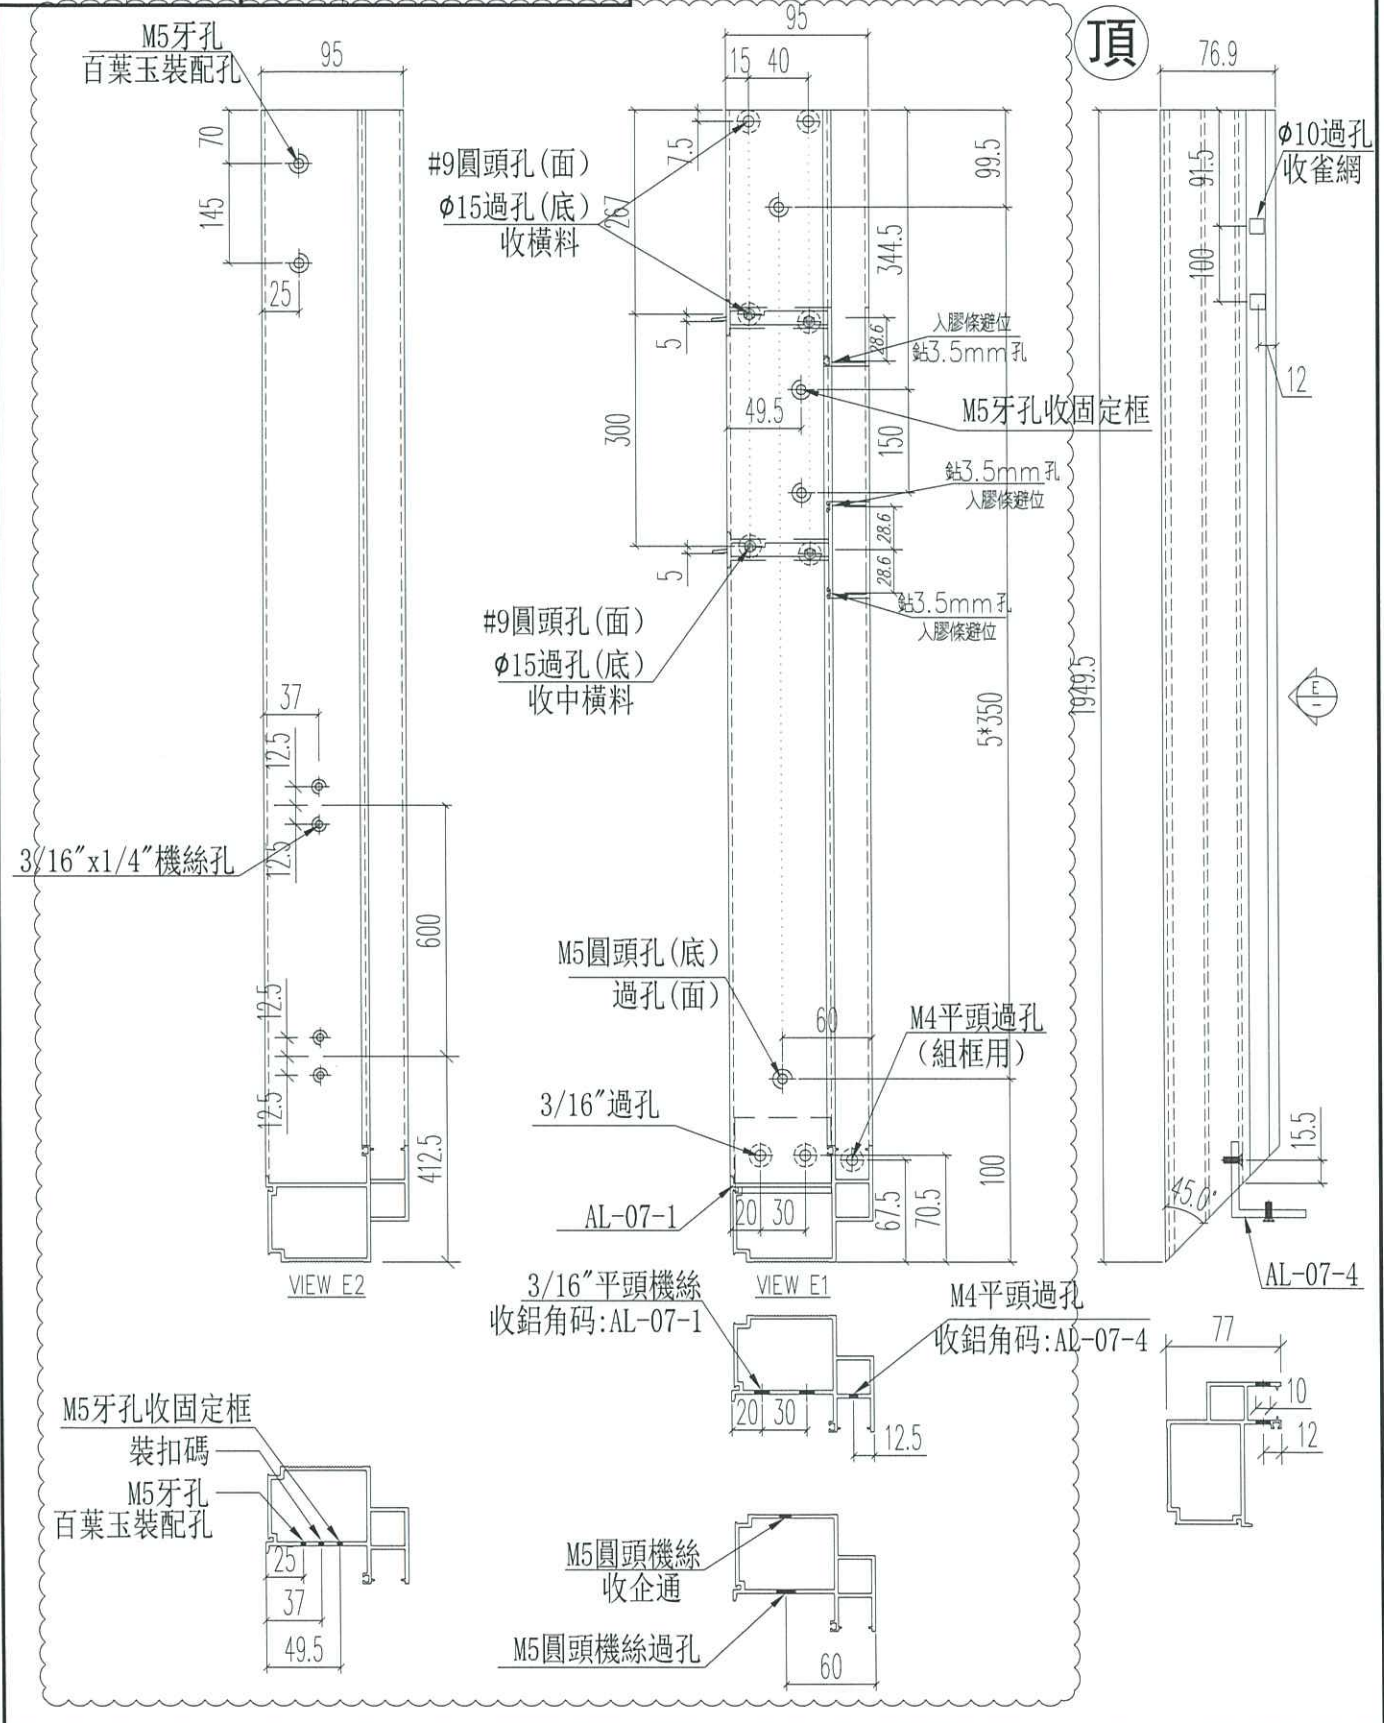 M5牙孔
百葉玉裝配孔
95
70
145
25
37
12.5
12.5
3/16"x1/4"機絲孔
600
12.5
12.5
412.5
VIEW E2
95
15
40
7.5
99.5
#9圓頭孔(面)
φ15過孔(底)
收橫料
267
344.5
5
28.6
入膠條避位
鉆3.5mm孔
49.5
M5牙孔收固定框
300
150
鉆3.5mm孔
入膠條避位
28.6
28.6
5
鉆3.5mm孔
入膠條避位
#9圓頭孔(面)
φ15過孔(底)
收中橫料
5*350
M5圓頭孔(底)
過孔(面)
60
M4平頭過孔
(組框用)
3/16"過孔
100
AL-07-1
20
30
67.5
70.5
VIEW E1
頂
76.9
φ10過孔
收雀網
91.5
100
12
1949.5
E
-
15.5
45.0°
AL-07-4
3/16"平頭機絲
收鋁角码:AL-07-1
M4平頭過孔
收鋁角码:AL-07-4
20
30
12.5
77
10
12
M5牙孔收固定框
裝扣碼
M5牙孔
百葉玉裝配孔
25
37
49.5
M5圓頭機絲
收企通
M5圓頭機絲過孔
60